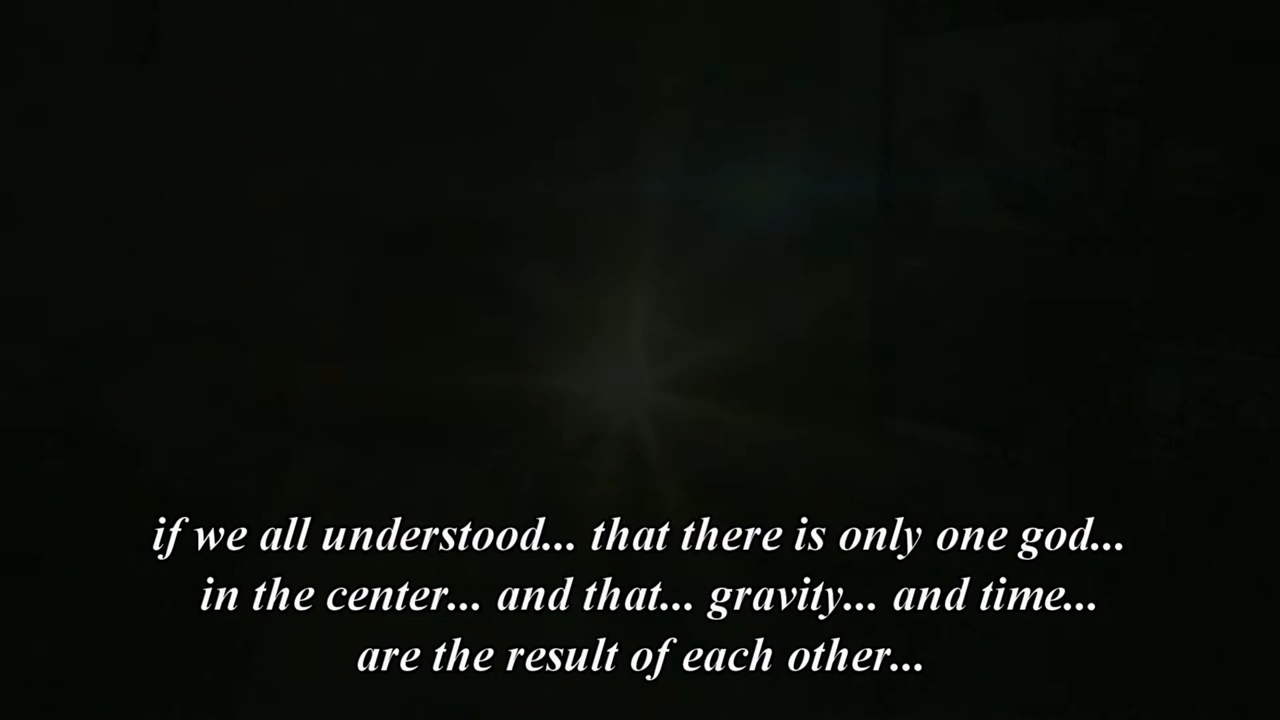 if we all understood... that there is only one god...
in the center... and that... gravity... and time...
are the result of each other...